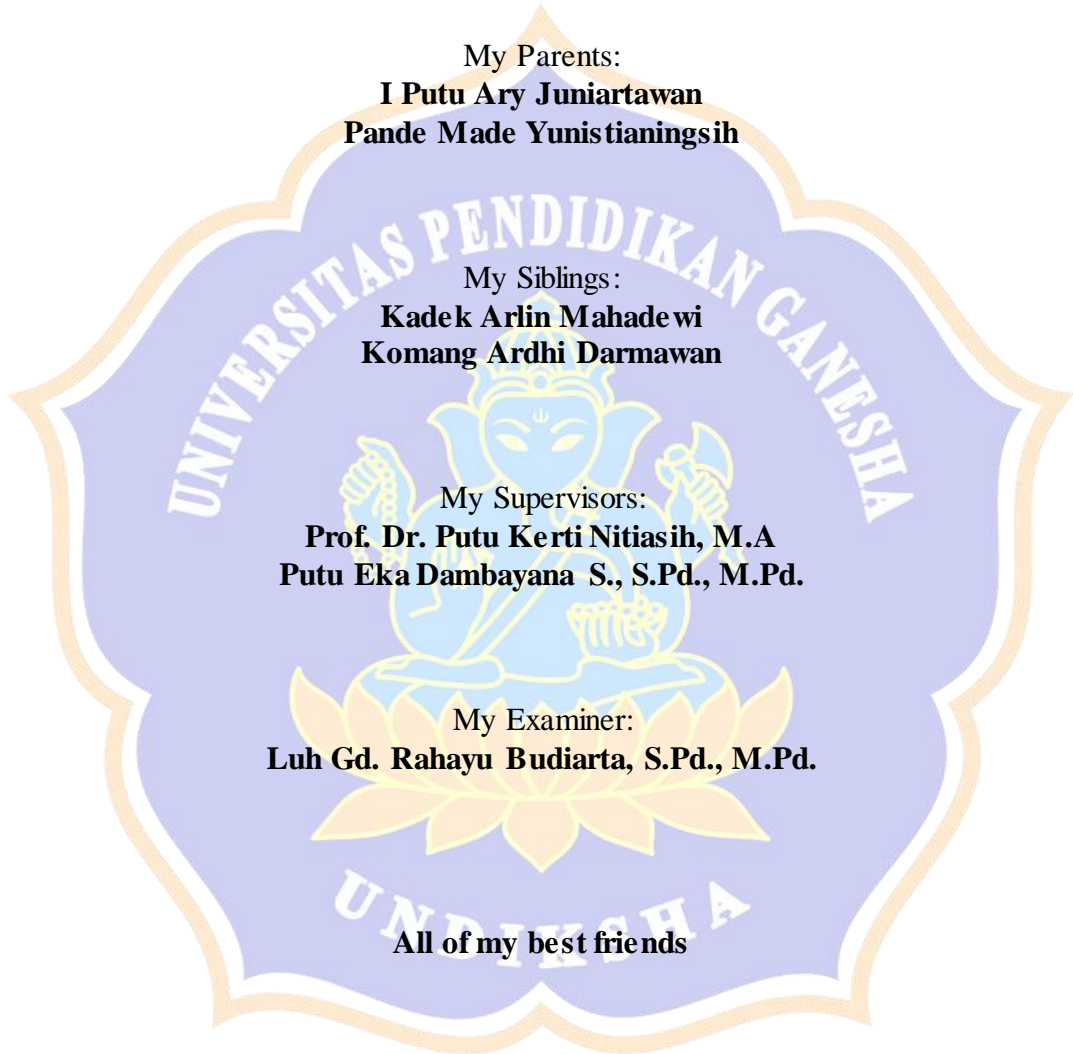 My Parents:
I Putu Ary Juniartawan
Pande Made Yunistianingsih
UNIVERSITAS PENDIDIKAN GANESHA
My Siblings:
Kadek Arlin Mahadewi
Komang Ardhi Darmawan
My Supervisors:
Prof. Dr. Putu Kerti Nitiasih, M.A
Putu Eka Dambayana S., S.Pd., M.Pd.
My Examiner:
Luh Gd. Rahayu Budiarta, S.Pd., M.Pd.
UNDIKSHA
All of my best friends